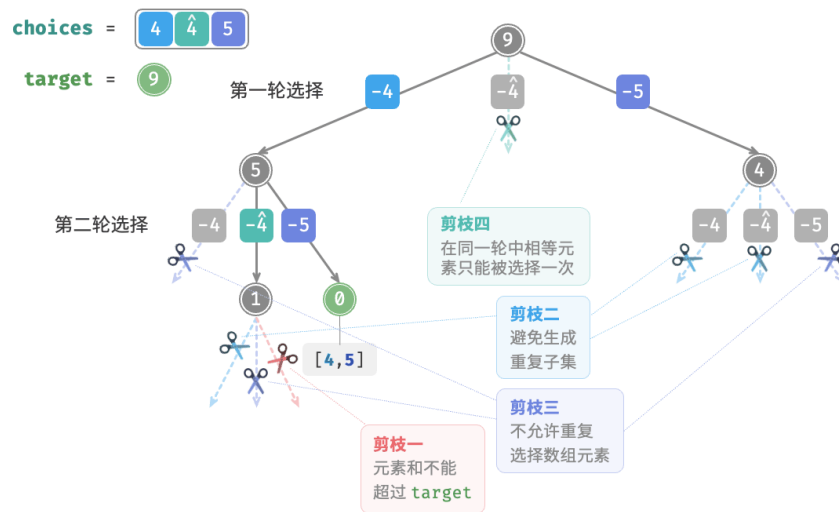 choices = 4 4̂ 5
target = 9
9
第一轮选择 -4 -4̂ -5
5 4
第二轮选择 -4 -4̂ -5 -4 -4̂ -5
剪枝四
在同一轮中相等元
素只能被选择一次
1 0
[4,5]
剪枝二
避免生成
重复子集
剪枝三
不允许重复
选择数组元素
剪枝一
元素和不能
超过 target